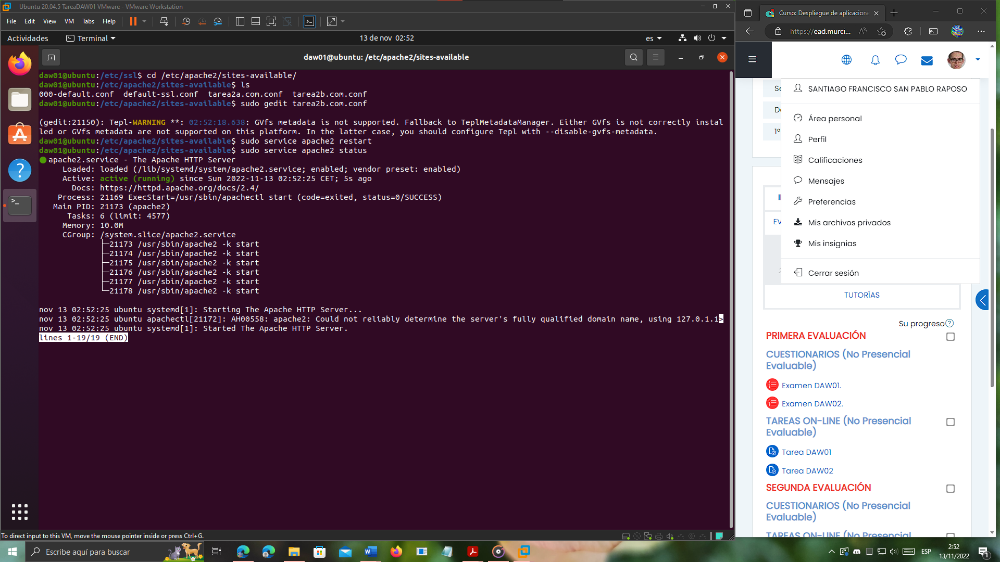 Ubuntu 20.04.5 TareaDAW01 VMware - VMware Workstation
File Edit View VM Tabs Help
Actividades
Terminal
13 de nov 02:52
es
daw01@ubuntu: /etc/apache2/sites-available
daw01@ubuntu:/etc/ssl$ cd /etc/apache2/sites-available/
daw01@ubuntu:/etc/apache2/sites-available$ ls
000-default.conf default-ssl.conf tarea2a.com.conf tarea2b.com.conf
daw01@ubuntu:/etc/apache2/sites-available$ sudo gedit tarea2b.com.conf
(gedit:21150): Tepl-WARNING **: 02:52:18.638: GVfs metadata is not supported. Fallback to TeplMetadataManager. Either GVfs is not correctly instal
led or GVfs metadata are not supported on this platform. In the latter case, you should configure Tepl with --disable-gvfs-metadata.
daw01@ubuntu:/etc/apache2/sites-available$ sudo service apache2 restart
daw01@ubuntu:/etc/apache2/sites-available$ sudo service apache2 status
apache2.service - The Apache HTTP Server
Loaded: loaded (/lib/systemd/system/apache2.service; enabled; vendor preset: enabled)
Active: active (running) since Sun 2022-11-13 02:52:25 CET; 5s ago
Docs: https://httpd.apache.org/docs/2.4/
Process: 21169 ExecStart=/usr/sbin/apachectl start (code=exited, status=0/SUCCESS)
Main PID: 21173 (apache2)
Tasks: 6 (limit: 4577)
Memory: 10.0M
CGroup: /system.slice/apache2.service
├─21173 /usr/sbin/apache2 -k start
├─21174 /usr/sbin/apache2 -k start
├─21175 /usr/sbin/apache2 -k start
├─21176 /usr/sbin/apache2 -k start
├─21177 /usr/sbin/apache2 -k start
└─21178 /usr/sbin/apache2 -k start
nov 13 02:52:25 ubuntu systemd[1]: Starting The Apache HTTP Server...
nov 13 02:52:25 ubuntu apachectl[21172]: AH00558: apache2: Could not reliably determine the server's fully qualified domain name, using 127.0.1.1>
nov 13 02:52:25 ubuntu systemd[1]: Started The Apache HTTP Server.
lines 1-19/19 (END)
To direct input to this VM, move the mouse pointer inside or press Ctrl+G.
Curso: Despliegue de aplicacione
https://ead.murci...
SANTIAGO FRANCISCO SAN PABLO RAPOSO
Área personal
Perfil
Calificaciones
Mensajes
Preferencias
Mis archivos privados
Mis insignias
Cerrar sesión
Se
1ª
EV
TUTORÍAS
Su progreso
PRIMERA EVALUACIÓN
CUESTIONARIOS (No Presencial
Evaluable)
Examen DAW01.
Examen DAW02.
TAREAS ON-LINE (No Presencial
Evaluable)
Tarea DAW01
Tarea DAW02
SEGUNDA EVALUACIÓN
CUESTIONARIOS (No Presencial
Evaluable)
TAREAS ON-LINE (No Presencial
Escribe aquí para buscar
ESP
2:52
13/11/2022
1